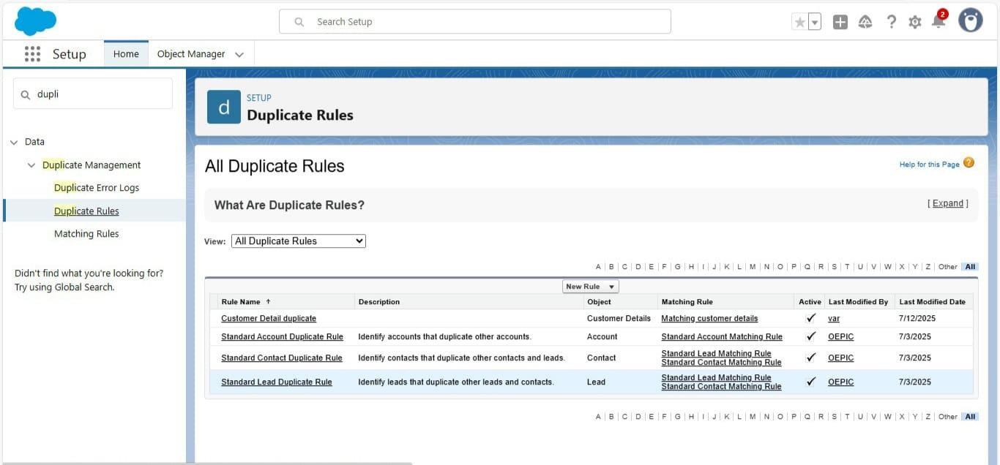 Search Setup
2
Setup
Home
Object Manager
dupli
Data
Duplicate Management
Duplicate Error Logs
Duplicate Rules
Matching Rules
Didn't find what you're looking for?
Try using Global Search.
d
SETUP
Duplicate Rules
All Duplicate Rules
Help for this Page ?
What Are Duplicate Rules?
[ Expand ]
View: All Duplicate Rules
A | B | C | D | E | F | G | H | I | J | K | L | M | N | O | P | Q | R | S | T | U | V | W | X | Y | Z | Other All
New Rule
Rule Name ↑ Description Object Matching Rule Active Last Modified By Last Modified Date
Customer Detail duplicate Customer Details Matching customer details ✓ var 7/12/2025
Standard Account Duplicate Rule Identify accounts that duplicate other accounts. Account Standard Account Matching Rule ✓ OEPIC 7/3/2025
Standard Contact Duplicate Rule Identify contacts that duplicate other contacts and leads. Contact Standard Lead Matching Rule
Standard Contact Matching Rule ✓ OEPIC 7/3/2025
Standard Lead Duplicate Rule Identify leads that duplicate other leads and contacts. Lead Standard Lead Matching Rule
Standard Contact Matching Rule ✓ OEPIC 7/3/2025
A | B | C | D | E | F | G | H | I | J | K | L | M | N | O | P | Q | R | S | T | U | V | W | X | Y | Z | Other All